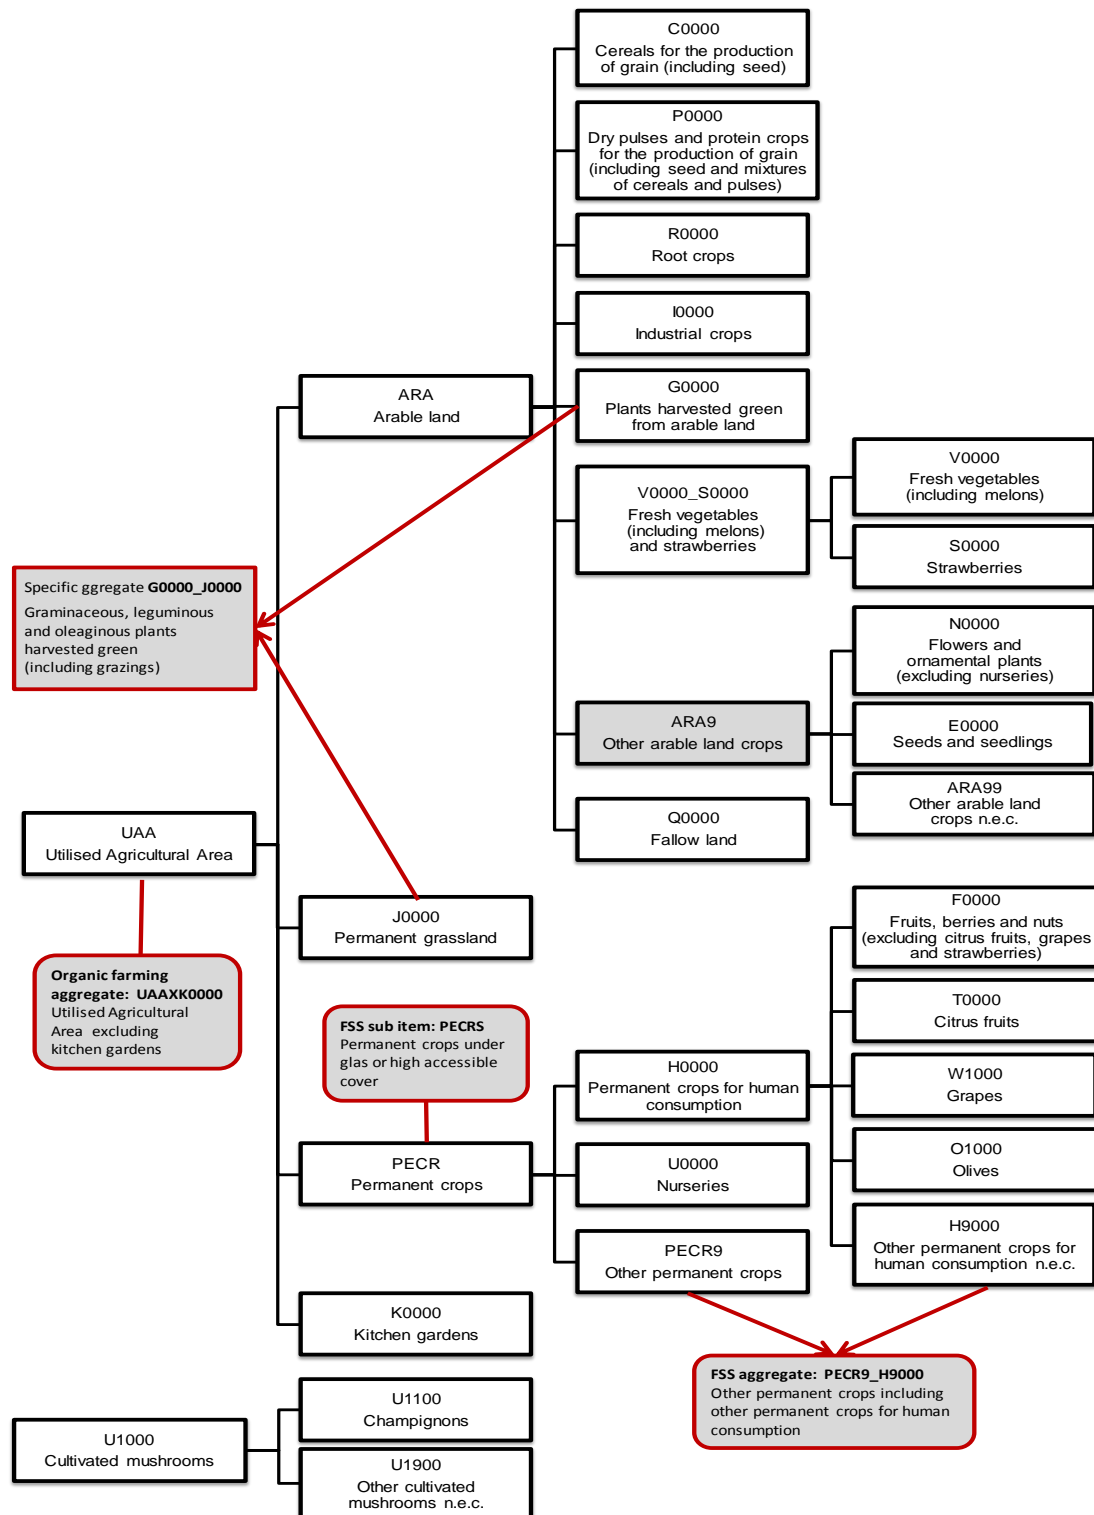 C0000
Cereals for the production
of grain (including seed)
P0000
Dry pulses and protein crops
for the production of grain
(including seed and mixtures
of cereals and pulses)
R0000
Root crops
I0000
Industrial crops
ARA
Arable land
G0000
Plants harvested green
from arable land
V0000_S0000
Fresh vegetables
(including melons)
and strawberries
V0000
Fresh vegetables
(including melons)
S0000
Strawberries
Specific ggregate G0000_J0000
Graminaceous, leguminous
and oleaginous plants
harvested green
(including grazings)
N0000
Flowers and
ornamental plants
(excluding nurseries)
ARA9
Other arable land crops
E0000
Seeds and seedlings
ARA99
Other arable land
crops n.e.c.
Q0000
Fallow land
UAA
Utilised Agricultural Area
J0000
Permanent grassland
F0000
Fruits, berries and nuts
(excluding citrus fruits, grapes
and strawberries)
Organic farming
aggregate: UAAXK0000
Utilised Agricultural
Area excluding
kitchen gardens
FSS sub item: PECRS
Permanent crops under
glas or high accessible
cover
T0000
Citrus fruits
H0000
Permanent crops for human
consumption
W1000
Grapes
PECR
Permanent crops
U0000
Nurseries
O1000
Olives
PECR9
Other permanent crops
H9000
Other permanent crops for
human consumption n.e.c.
K0000
Kitchen gardens
FSS aggregate: PECR9_H9000
Other permanent crops including
other permanent crops for human
consumption
U1000
Cultivated mushrooms
U1100
Champignons
U1900
Other cultivated
mushrooms n.e.c.